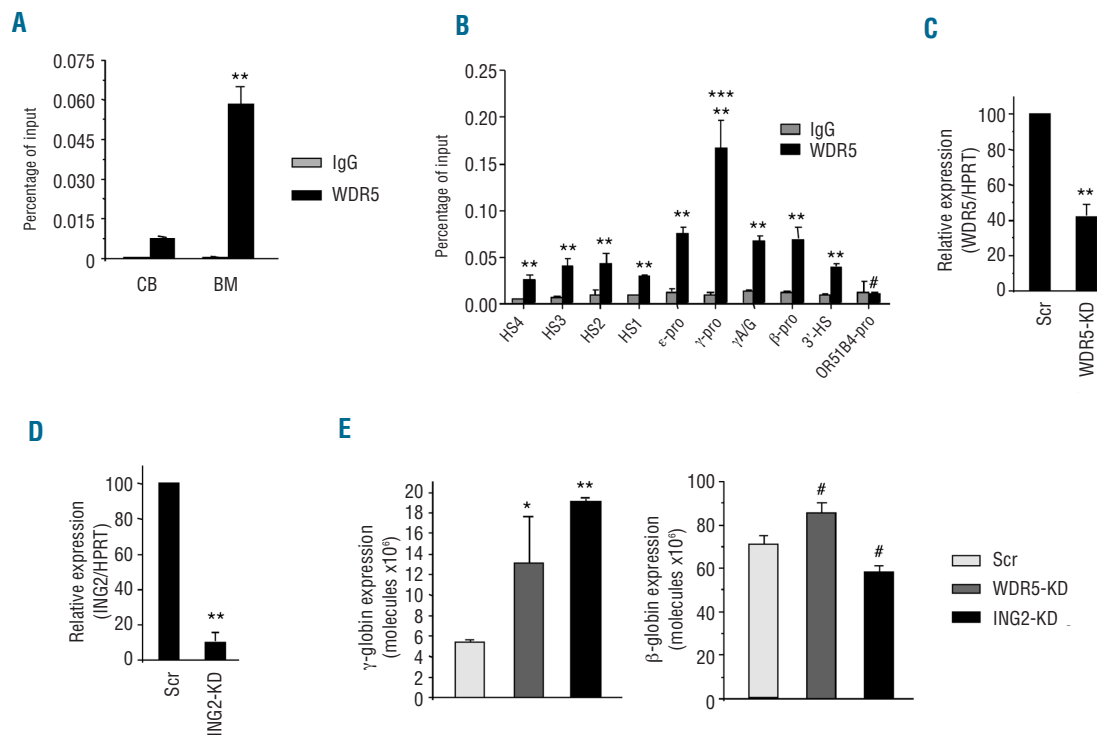 A
Percentage of input
0.075
0.060
0.045
0.030
0.015
0
**
CB
BM
IgG
WDR5
B
Percentage of input
0.25
0.20
0.15
0.10
0.05
0.00
**
**
**
**
**
***
**
**
**
**
#
IgG
WDR5
HS4
HS3
HS2
HS1
ε-pro
γ-pro
γA/G
β-pro
3'-HS
OR51B4-pro
C
Relative expression
(WDR5/HPRT)
100
80
60
40
20
0
**
Scr
WDR5-KD
D
Relative expression
(ING2/HPRT)
100
80
60
40
20
0
**
Scr
ING2-KD
E
γ-globin expression
(molecules x10⁶)
20
18
16
14
12
10
8
6
4
2
0
*
**
β-globin expression
(molecules x10⁶)
100
80
60
40
20
0
#
#
Scr
WDR5-KD
ING2-KD